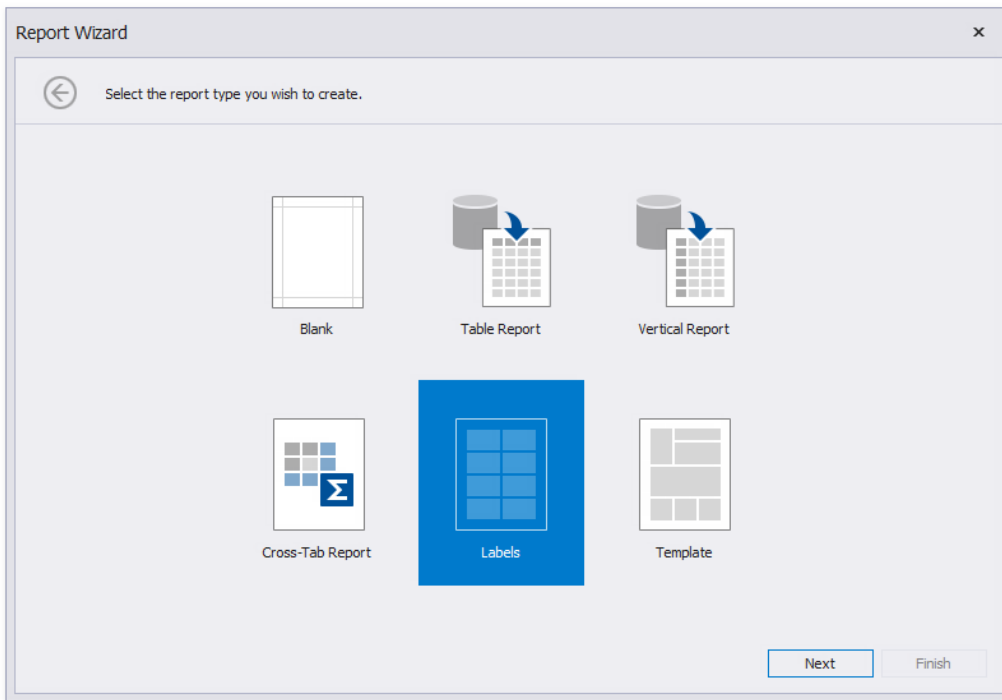 Report Wizard
Select the report type you wish to create.
Blank
Table Report
Vertical Report
Cross-Tab Report
Labels
Template
Next
Finish